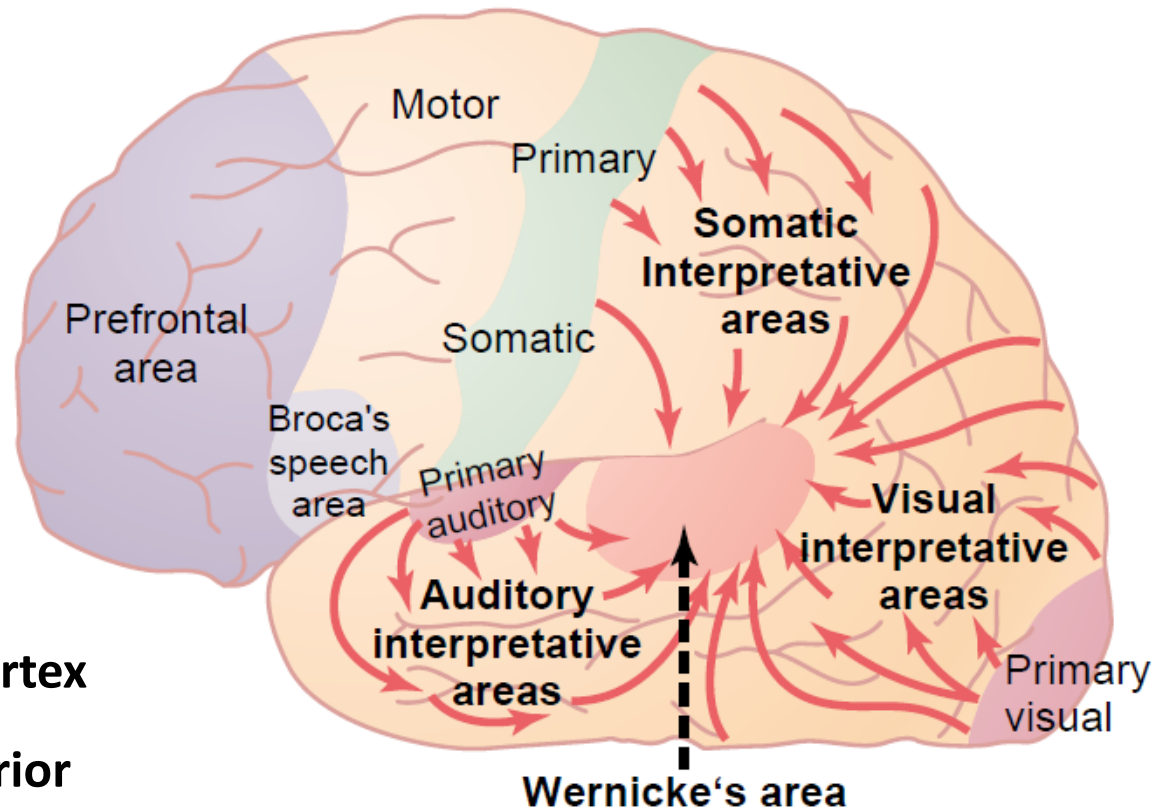 Motor
Primary
Somatic
Interpretative
areas
Prefrontal
area
Somatic
Broca's
speech
area
Primary
auditory
Visual
interpretative
areas
Auditory
interpretative
areas
Primary
visual
rtex
rior
Wernicke‘s area